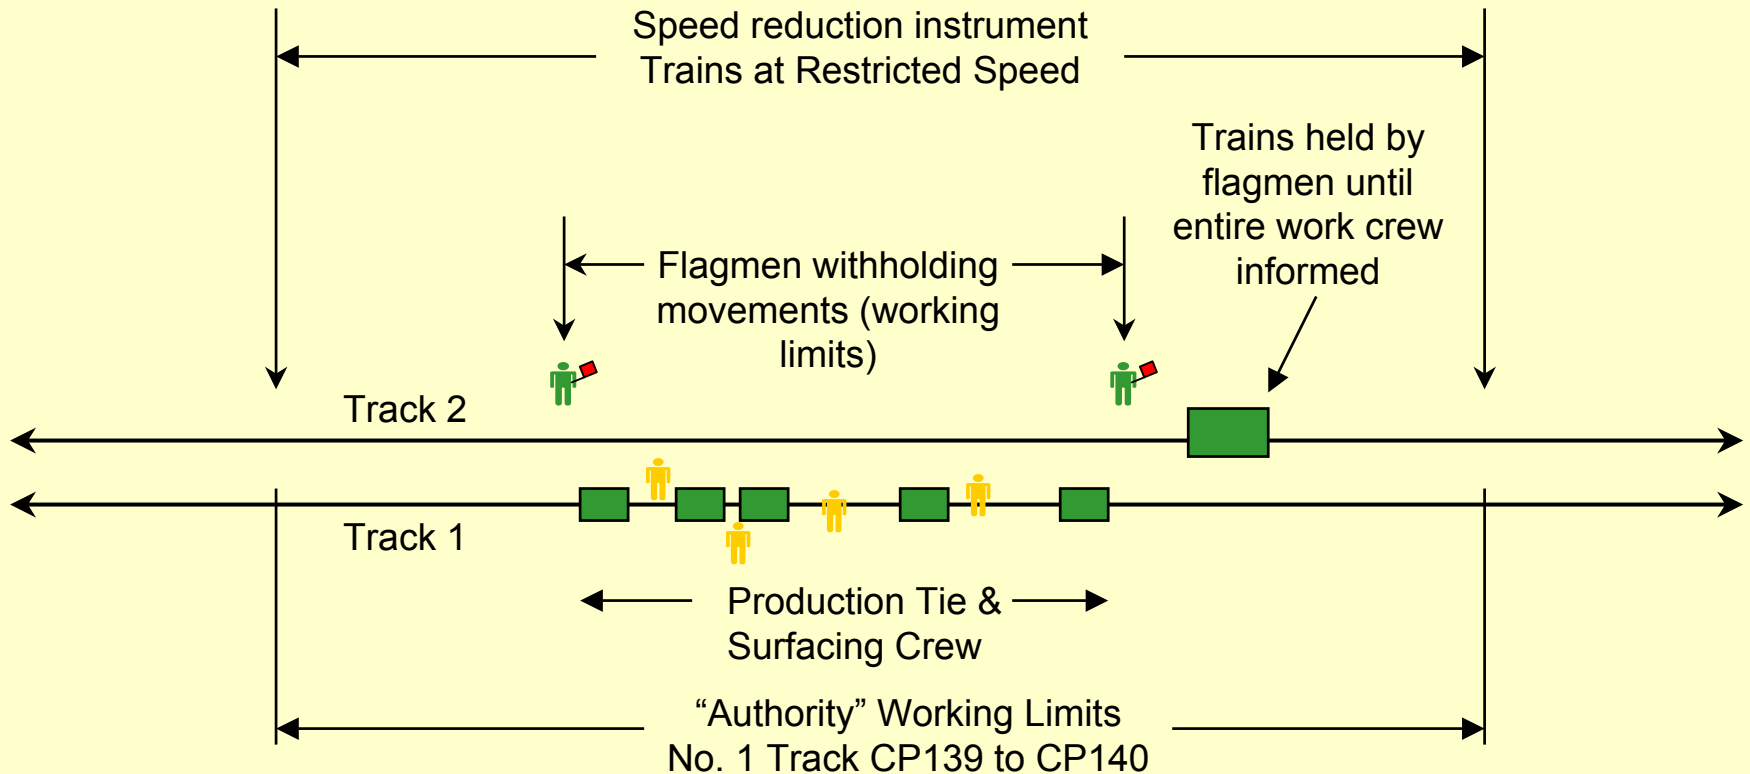 Speed reduction instrument
Trains at Restricted Speed
Trains held by
flagmen until
entire work crew
informed
Flagmen withholding
movements (working
limits)
Track 2
Track 1
Production Tie &
Surfacing Crew
“Authority” Working Limits
No. 1 Track CP139 to CP140